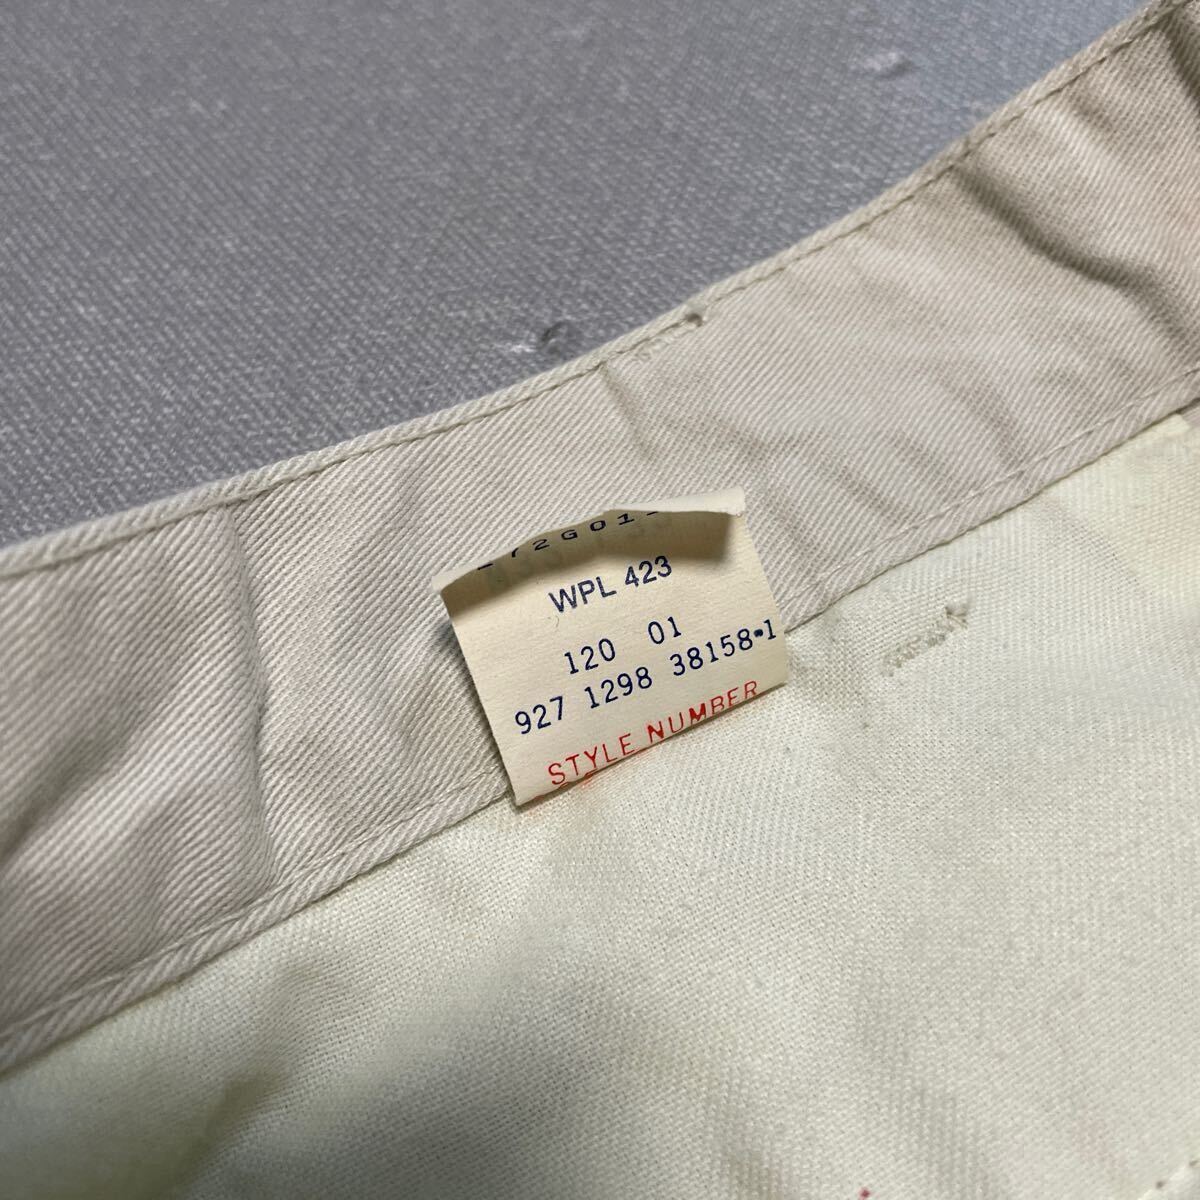 WPL 423
120 01
927 1298 38158*1
STYLE NUMBER